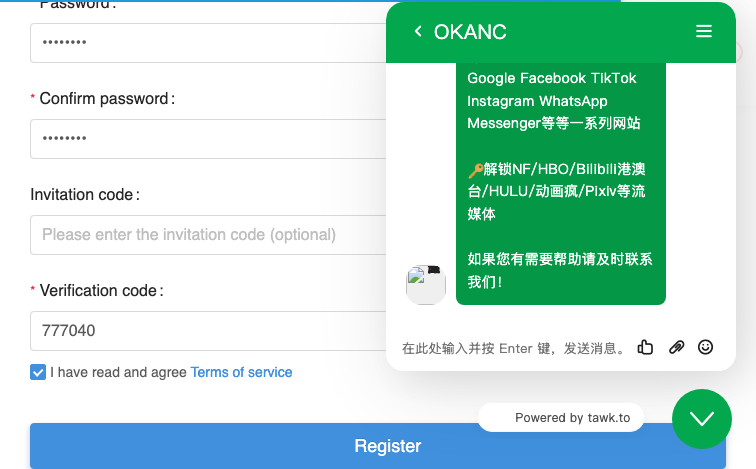 Password :
••••••••
* Confirm password :
••••••••
Invitation code :
Please enter the invitation code (optional)
* Verification code :
777040
I have read and agree Terms of service
Register
OKANC
Google Facebook TikTok
Instagram WhatsApp
Messenger等等一系列网站
🔑解锁NF/HBO/Bilibili港澳
台/HULU/动画疯/Pixiv等流
媒体
如果您有需要帮助请及时联系
我们！
在此处输入并按 Enter 键，发送消息。
Powered by tawk.to